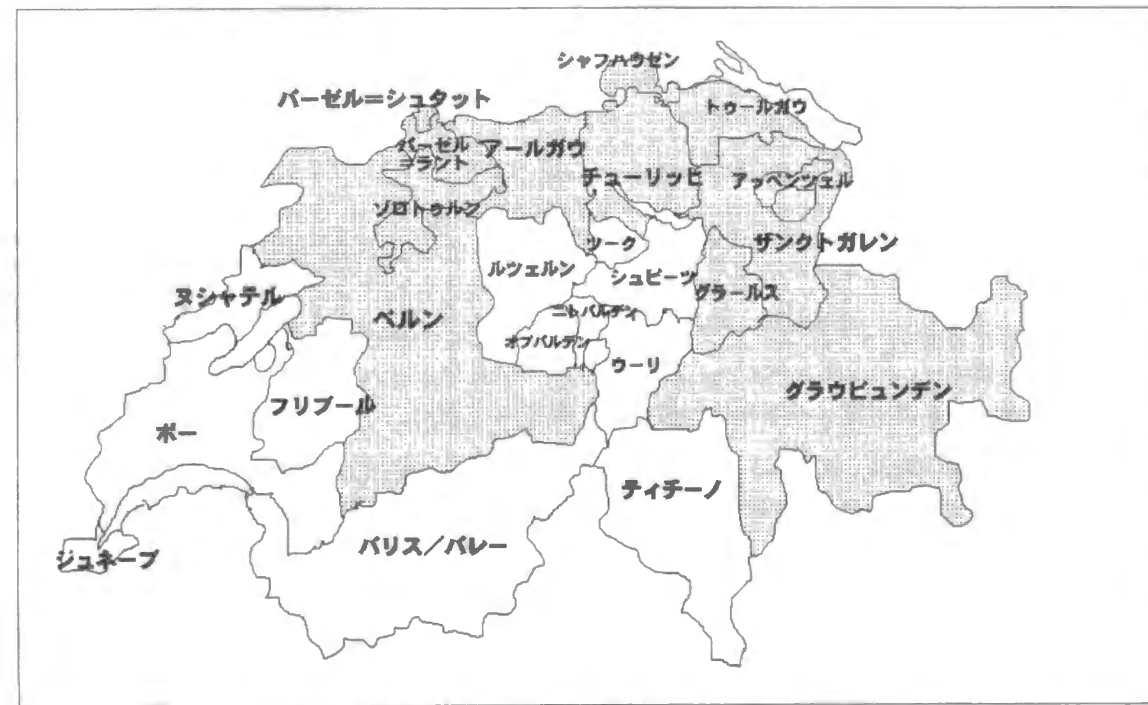 シャフハウゼン
バーゼル＝シュタット
トゥールガウ
バーゼル
＝ラント
アールガウ
チューリッヒ
アッペンツェル
ソロトゥルン
ツーク
ザンクトガレン
ルツェルン
シュビーツ
グラールス
ヌシャテル
ベルン
ニトバルデン
オプバルデン
ウーリ
グラウビュンデン
フリブール
ボー
ティチーノ
バリス／バレー
ジュネーブ